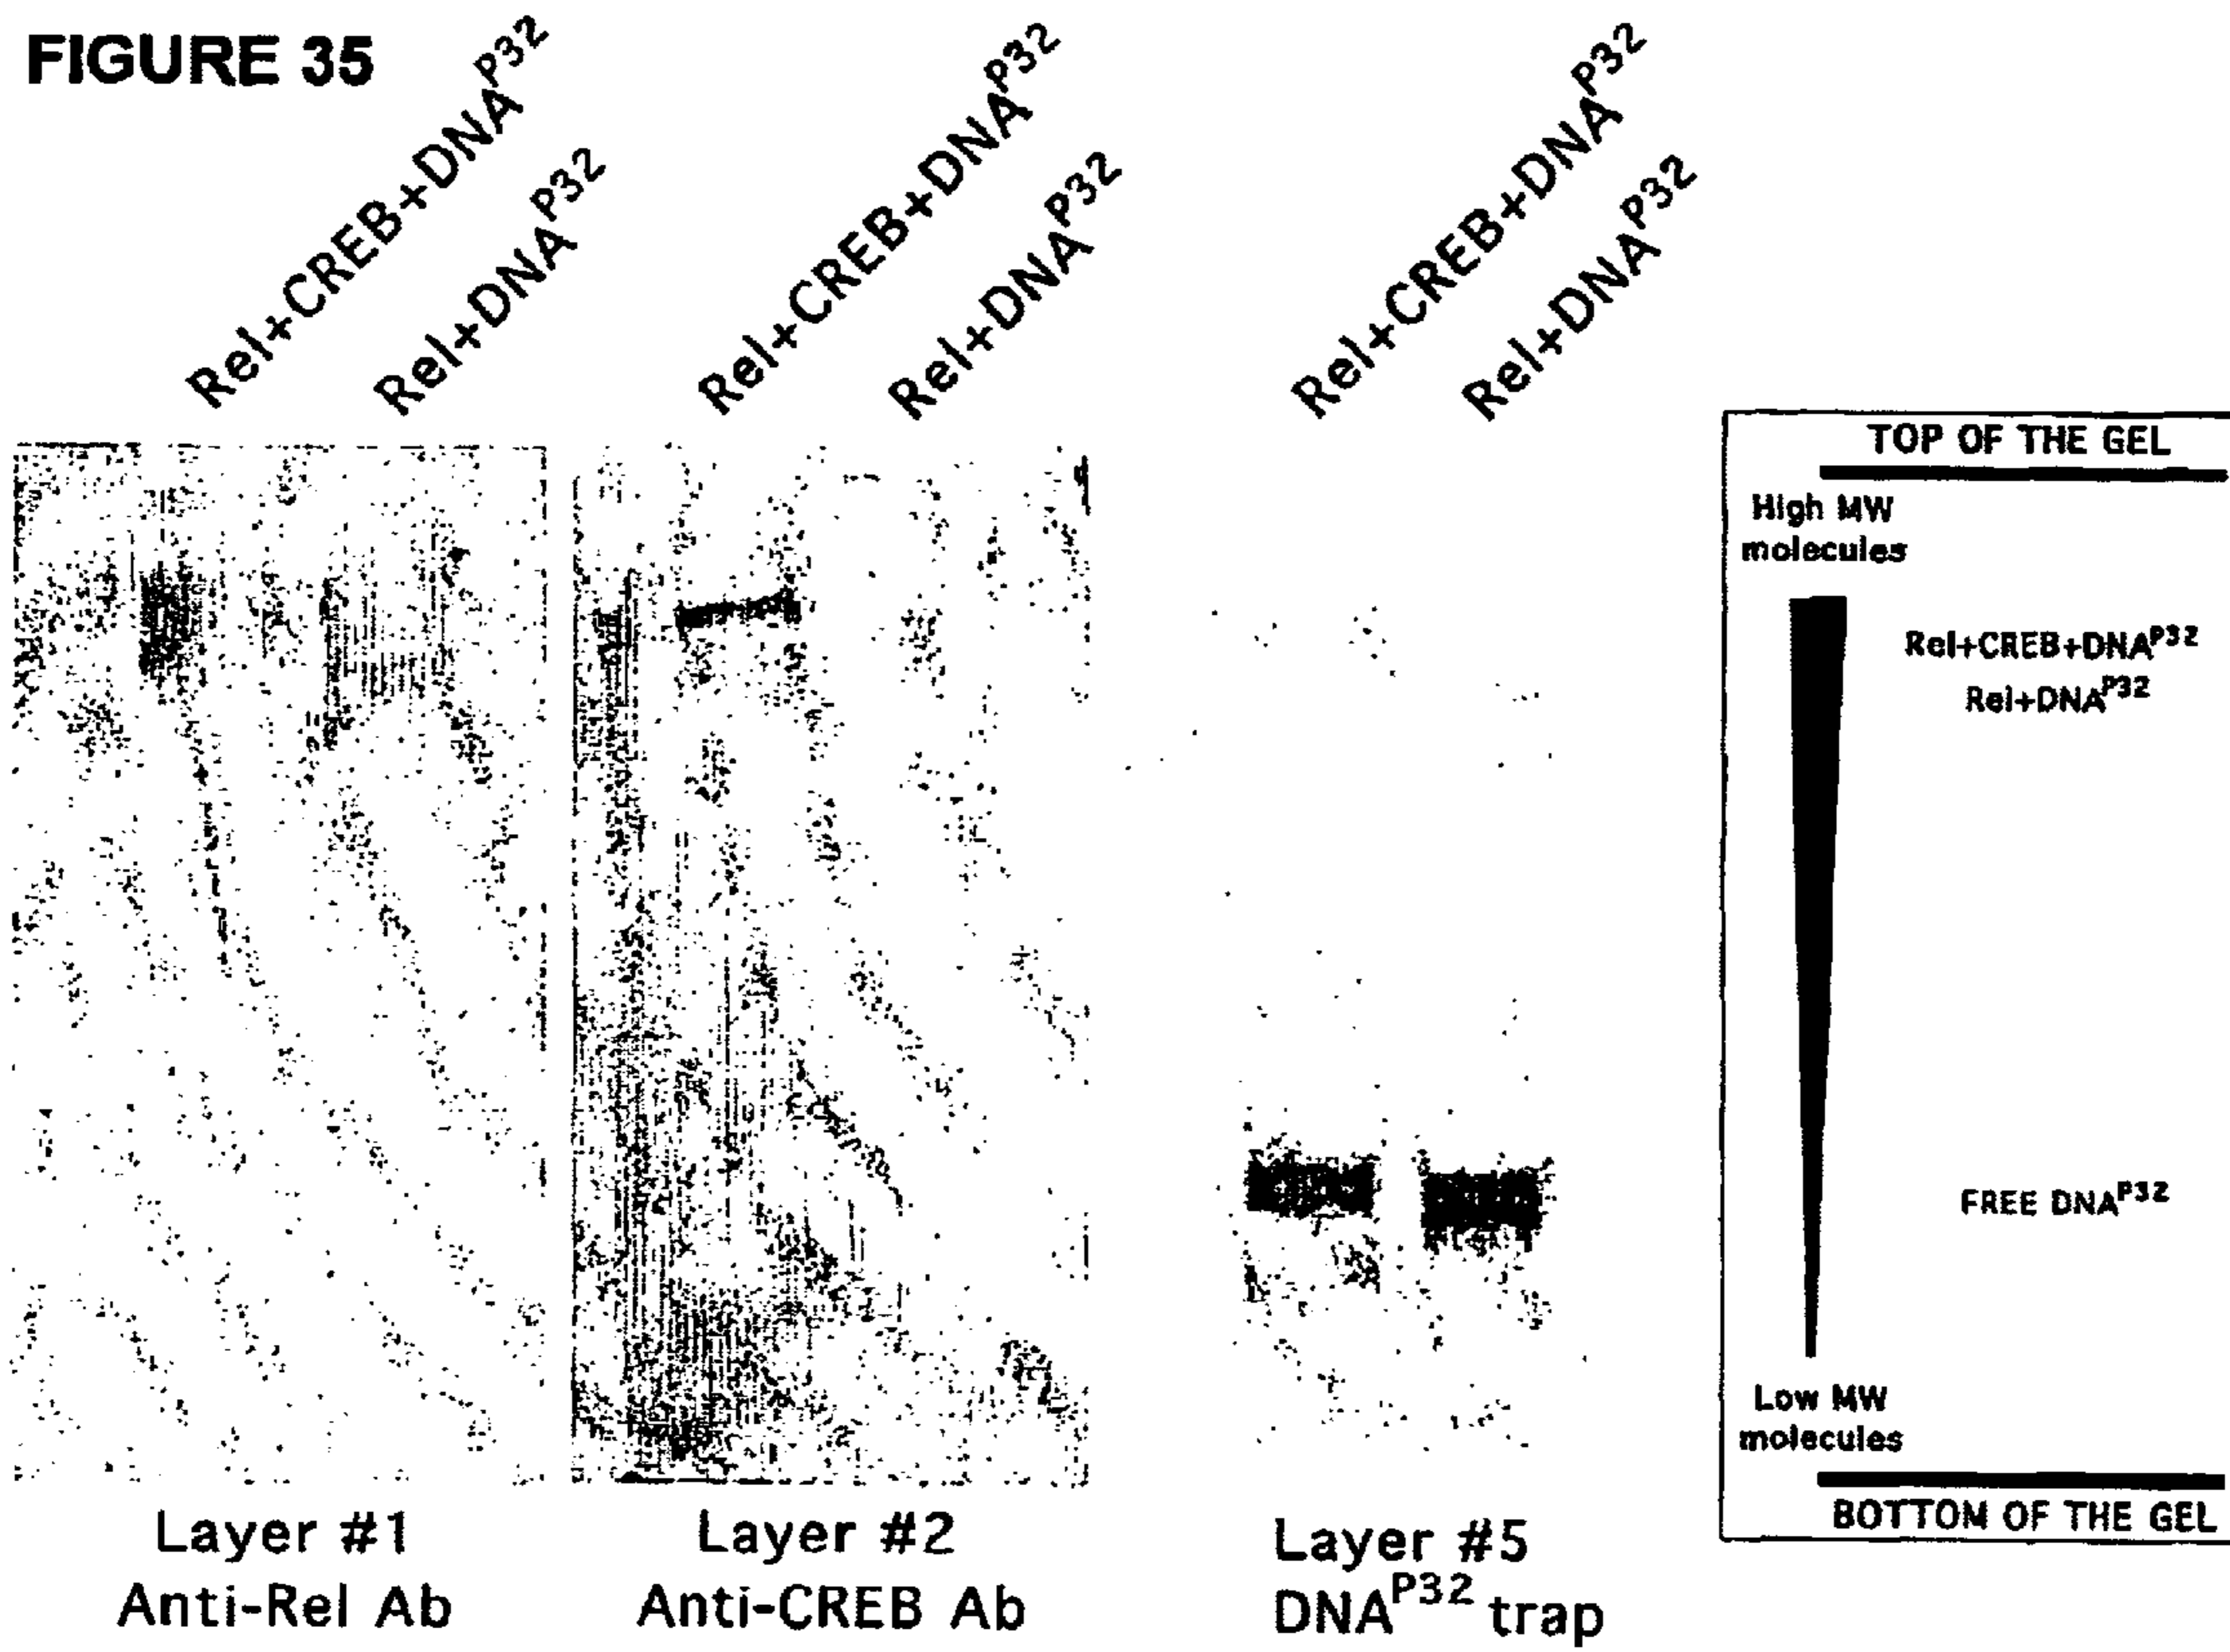 FIGURE 35
Rel+CREB+DNA^P32
Rel+DNA^P32
Rel+CREB+DNA^P32
Rel+DNA^P32
Rel+CREB+DNA^P32
Rel+DNA^P32
TOP OF THE GEL
High MW
molecules
Rel+CREB+DNA^P32
Rel+DNA^P32
FREE DNA^P32
Low MW
molecules
BOTTOM OF THE GEL
Layer #1
Anti-Rel Ab
Layer #2
Anti-CREB Ab
Layer #5
DNA^P32 trap